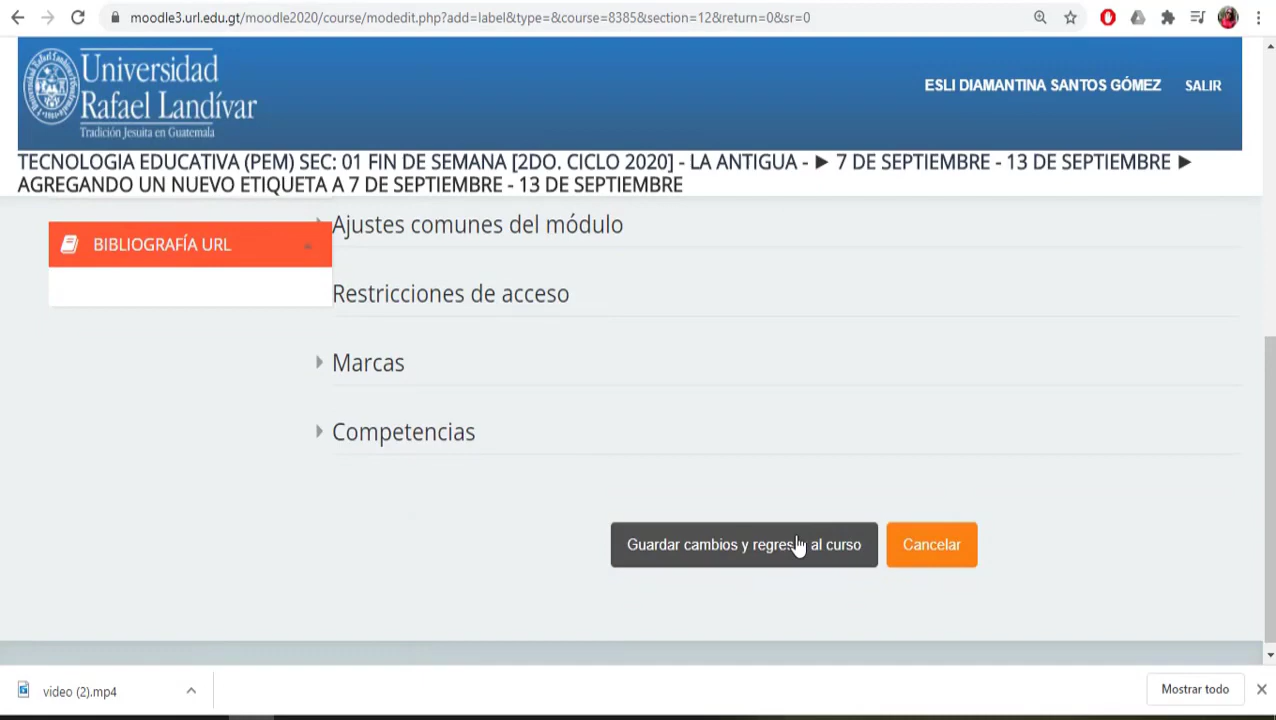 moodle3.url.edu.gt/moodle2020/course/modedit.php?add=label&type=&course=8385&section=12&return=0&sr=0
Universidad
Rafael Landívar
Tradición Jesuita en Guatemala
ESLI DIAMANTINA SANTOS GÓMEZ SALIR
TECNOLOGIA EDUCATIVA (PEM) SEC: 01 FIN DE SEMANA [2DO. CICLO 2020] - LA ANTIGUA - ► 7 DE SEPTIEMBRE - 13 DE SEPTIEMBRE ►
AGREGANDO UN NUEVO ETIQUETA A 7 DE SEPTIEMBRE - 13 DE SEPTIEMBRE
Ajustes comunes del módulo
BIBLIOGRAFÍA URL
Restricciones de acceso
Marcas
Competencias
Guardar cambios y regresar al curso Cancelar
video (2).mp4 Mostrar todo